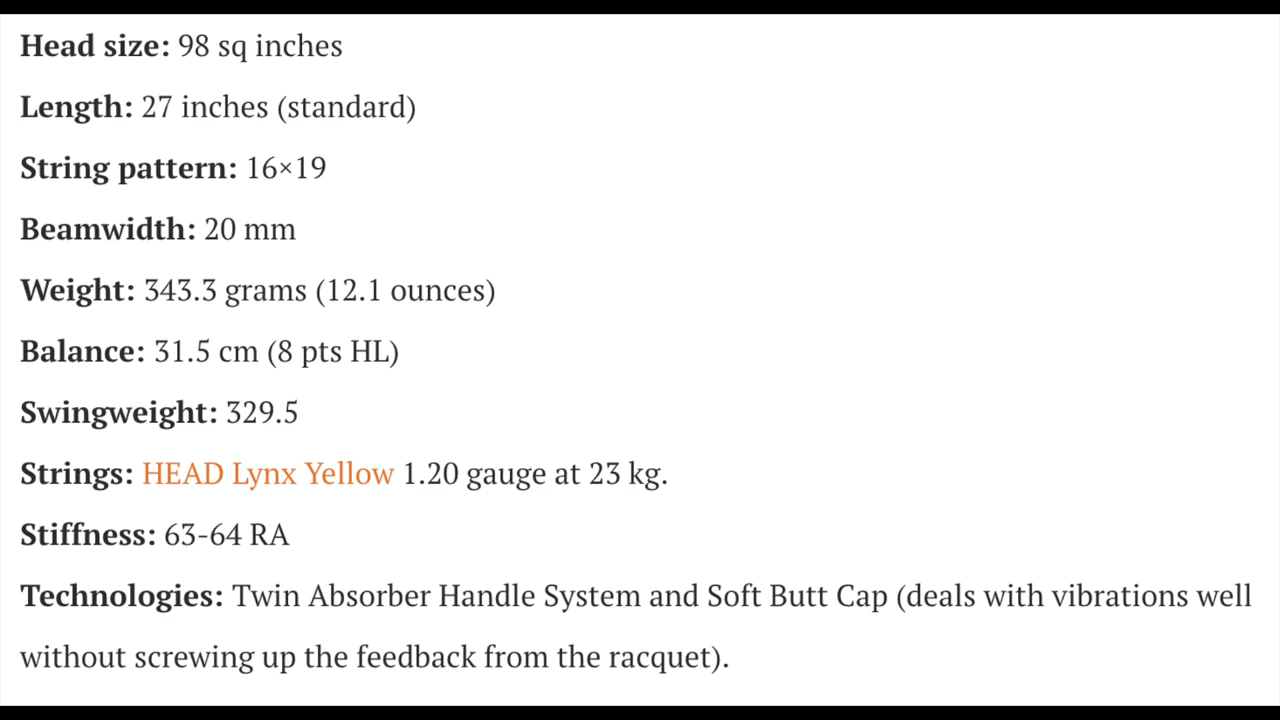 Head size: 98 sq inches
Length: 27 inches (standard)
String pattern: 16×19
Beamwidth: 20 mm
Weight: 343.3 grams (12.1 ounces)
Balance: 31.5 cm (8 pts HL)
Swingweight: 329.5
Strings: HEAD Lynx Yellow 1.20 gauge at 23 kg.
Stiffness: 63-64 RA
Technologies: Twin Absorber Handle System and Soft Butt Cap (deals with vibrations well
without screwing up the feedback from the racquet).